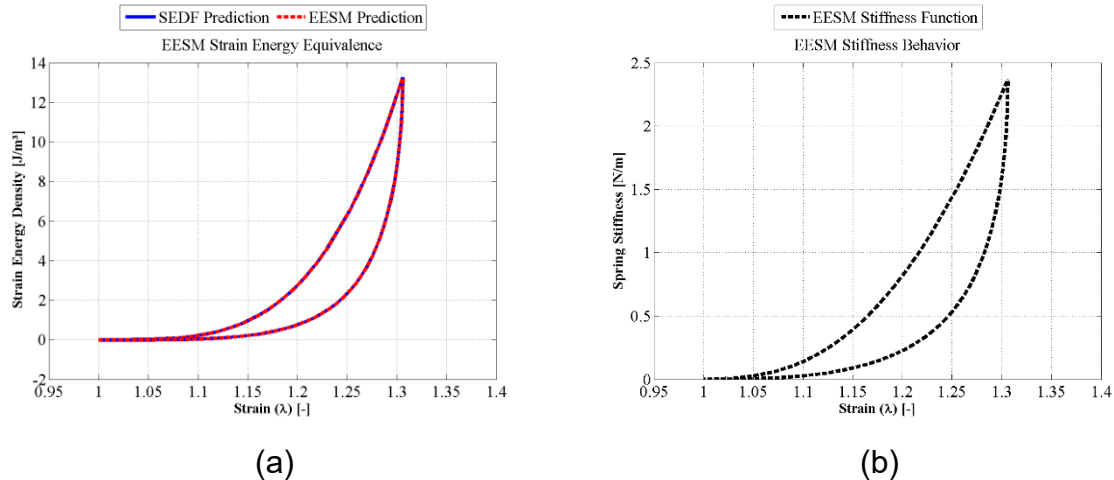 SEDF Prediction EESM Prediction
EESM Strain Energy Equivalence
14
12
10
8
6
4
2
0
-2
Strain Energy Density [J/m³]
0.95 1 1.05 1.1 1.15 1.2 1.25 1.3 1.35 1.4
Strain (λ) [-]
(a)
EESM Stiffness Function
EESM Stiffness Behavior
2.5
2
1.5
1
0.5
0
Spring Stiffness [N/m]
0.95 1 1.05 1.1 1.15 1.2 1.25 1.3 1.35 1.4
Strain (λ) [-]
(b)